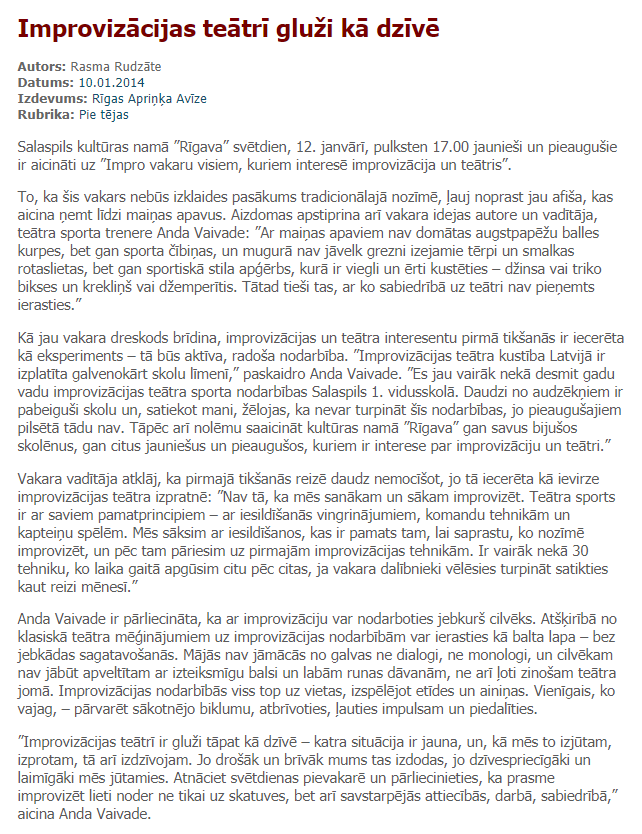 Improvizācijas teātrī gluži kā dzīvē
Autors: Rasma Rudzāte
Datums: 10.01.2014
Izdevums: Rīgas Apriņķa Avīze
Rubrika: Pie tējas
Salaspils kultūras namā ”Rīgava” svētdien, 12. janvārī, pulksten 17.00 jaunieši un pieaugušie
ir aicināti uz ”Impro vakaru visiem, kuriem interesē improvizācija un teātris”.
To, ka šis vakars nebūs izklaides pasākums tradicionālajā nozīmē, ļauj noprast jau afiša, kas
aicina ņemt līdzi maiņas apavus. Aizdomas apstiprina arī vakara idejas autore un vadītāja,
teātra sporta trenere Anda Vaivade: ”Ar maiņas apaviem nav domātas augstpapēžu balles
kurpes, bet gan sporta čībiņas, un mugurā nav jāvelk grezni izejamie tērpi un smalkas
rotaslietas, bet gan sportiskā stila apģērbs, kurā ir viegli un ērti kustēties – džinsa vai triko
bikses un krekliņš vai džemperītis. Tātad tieši tas, ar ko sabiedrībā uz teātri nav pieņemts
ierasties.”
Kā jau vakara dreskods brīdina, improvizācijas un teātra interesentu pirmā tikšanās ir iecerēta
kā eksperiments – tā būs aktīva, radoša nodarbība. ”Improvizācijas teātra kustība Latvijā ir
izplatīta galvenokārt skolu līmenī,” paskaidro Anda Vaivade. ”Es jau vairāk nekā desmit gadu
vadu improvizācijas teātra sporta nodarbības Salaspils 1. vidusskolā. Daudzi no audzēkņiem ir
pabeiguši skolu un, satiekot mani, žēlojas, ka nevar turpināt šīs nodarbības, jo pieaugušajiem
pilsētā tādu nav. Tāpēc arī nolēmu saaicināt kultūras namā ”Rīgava” gan savus bijušos
skolēnus, gan citus jauniešus un pieaugušos, kuriem ir interese par improvizāciju un teātri.”
Vakara vadītāja atklāj, ka pirmajā tikšanās reizē daudz nemocīšot, jo tā iecerēta kā ievirze
improvizācijas teātra izpratnē: ”Nav tā, ka mēs sanākam un sākam improvizēt. Teātra sports
ir ar saviem pamatprincipiem – ar iesildīšanās vingrinājumiem, komandu tehnikām un
kapteiņu spēlēm. Mēs sāksim ar iesildīšanos, kas ir pamats tam, lai saprastu, ko nozīmē
improvizēt, un pēc tam pāriesim uz pirmajām improvizācijas tehnikām. Ir vairāk nekā 30
tehniku, ko laika gaitā apgūsim citu pēc citas, ja vakara dalībnieki vēlēsies turpināt satikties
kaut reizi mēnesī.”
Anda Vaivade ir pārliecināta, ka ar improvizāciju var nodarboties jebkurš cilvēks. Atšķirībā no
klasiskā teātra mēģinājumiem uz improvizācijas nodarbībām var ierasties kā balta lapa – bez
jebkādas sagatavošanās. Mājās nav jāmācās no galvas ne dialogi, ne monologi, un cilvēkam
nav jābūt apveltītam ar izteiksmīgu balsi un labām runas dāvanām, ne arī ļoti zinošam teātra
jomā. Improvizācijas nodarbībās viss top uz vietas, izspēlējot etīdes un ainiņas. Vienīgais, ko
vajag, – pārvarēt sākotnējo biklumu, atbrīvoties, ļauties impulsam un piedalīties.
”Improvizācijas teātrī ir gluži tāpat kā dzīvē – katra situācija ir jauna, un, kā mēs to izjūtam,
izprotam, tā arī izdzīvojam. Jo drošāk un brīvāk mums tas izdodas, jo dzīvespriecīgāki un
laimīgāki mēs jūtamies. Atnāciet svētdienas pievakarē un pārliecinieties, ka prasme
improvizēt lieti noder ne tikai uz skatuves, bet arī savstarpējās attiecībās, darbā, sabiedrībā,”
aicina Anda Vaivade.